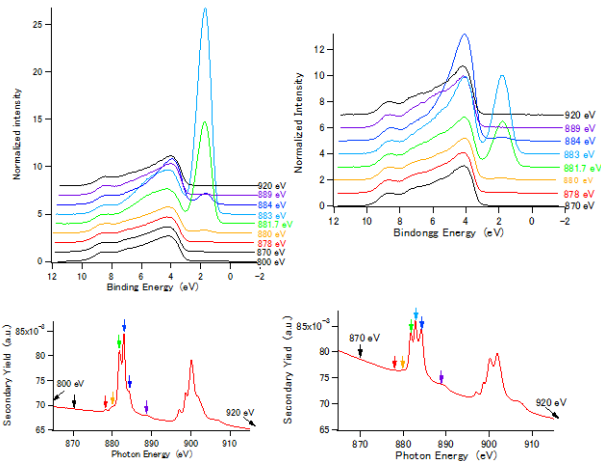 25
20
15
10
5
0
Normalized Intensity
920 eV
889 eV
884 eV
883 eV
881.7 eV
880 eV
878 eV
870 eV
800 eV
12 10 8 6 4 2 0 -2
Binding Energy (eV)
12
10
8
6
4
2
0
Normalized Intensity
920 eV
889 eV
884 eV
883 eV
881.7 eV
880 eV
878 eV
870 eV
12 10 8 6 4 2 0 -2
Bindongg Energy (eV)
85x10⁻³
80
75
70
65
Secondary Yield (a.u.)
800 eV
920 eV
870 880 890 900 910
Photon Energy (eV)
85x10⁻³
80
75
70
65
Secondary Yield (a.u.)
870 eV
920 eV
870 880 890 900 910
Photon Energy (eV)